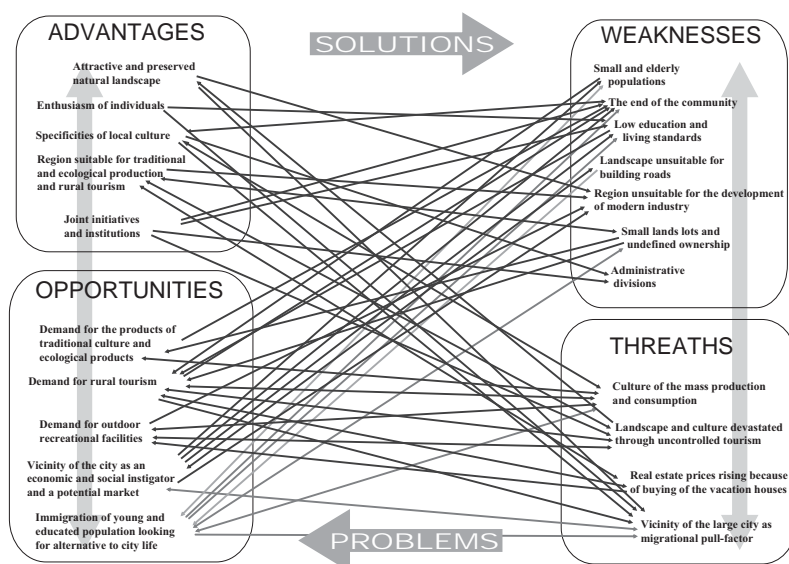 ADVANTAGES
Attractive and preserved
natural landscape
Enthusiasm of individuals
Specificities of local culture
Region suitable for traditional
and ecological production
and rural tourism
Joint initiatives
and institutions
SOLUTIONS
WEAKNESSES
Small and elderly
populations
The end of the community
Low education and
living standards
Landscape unsuitable for
building roads
Region unsuitable for the development
of modern industry
Small lands lots and
undefined ownership
Administrative
divisions
OPPORTUNITIES
Demand for the products of
traditional culture and
ecological products
Demand for rural tourism
Demand for outdoor
recreational facilities
Vicinity of the city as an
economic and social instigator
and a potential market
Immigration of young and
educated population looking
for alternative to city life
THREATHS
Culture of the mass production
and consumption
Landscape and culture devastated
through uncontrolled tourism
Real estate prices rising because
of buying of the vacation houses
Vicinity of the large city as
migrational pull-factor
PROBLEMS